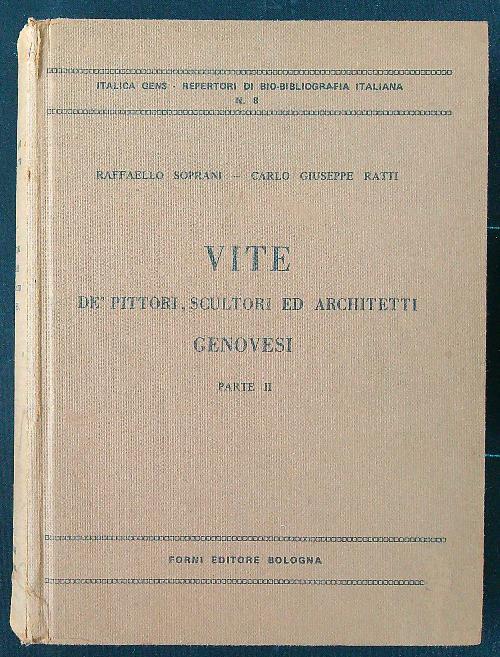 ITALICA GENS - REPERTORI DI BIO-BIBLIOGRAFIA ITALIANA
N. 8
RAFFAELLO SOPRANI – CARLO GIUSEPPE RATTI
VITE
DE' PITTORI, SCULTORI ED ARCHITETTI
GENOVESI
PARTE II
FORNI EDITORE BOLOGNA